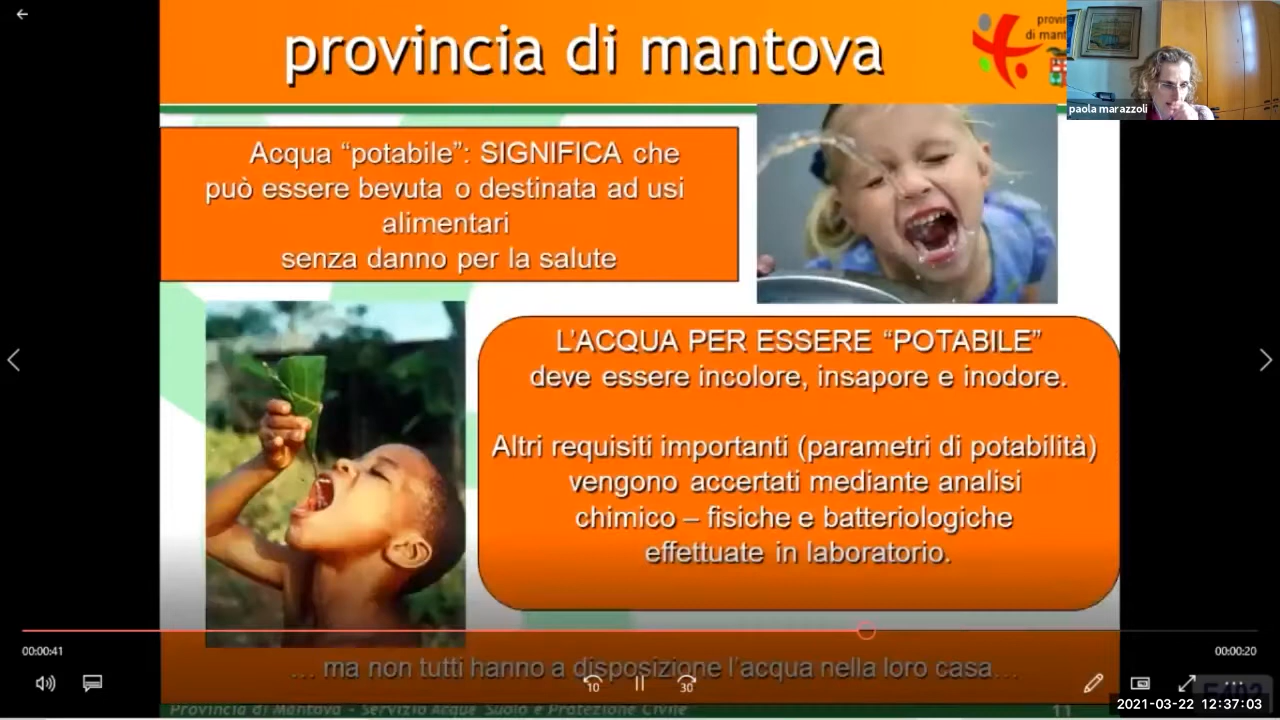 provincia di mantova
provin
di mant
paola marazzoli
Acqua “potabile”: SIGNIFICA che
può essere bevuta o destinata ad usi
alimentari
senza danno per la salute
L’ACQUA PER ESSERE “POTABILE”
deve essere incolore, insapore e inodore.
Altri requisiti importanti (parametri di potabilità)
vengono accertati mediante analisi
chimico – fisiche e batteriologiche
effettuate in laboratorio.
00:00:41
00:00:20
… ma non tutti hanno a disposizione l’acqua nella loro casa…
10
30
2021-03-22 12:37:03
Provincia di Mantova - Servizio Acque Suolo e Protezione Civile
11